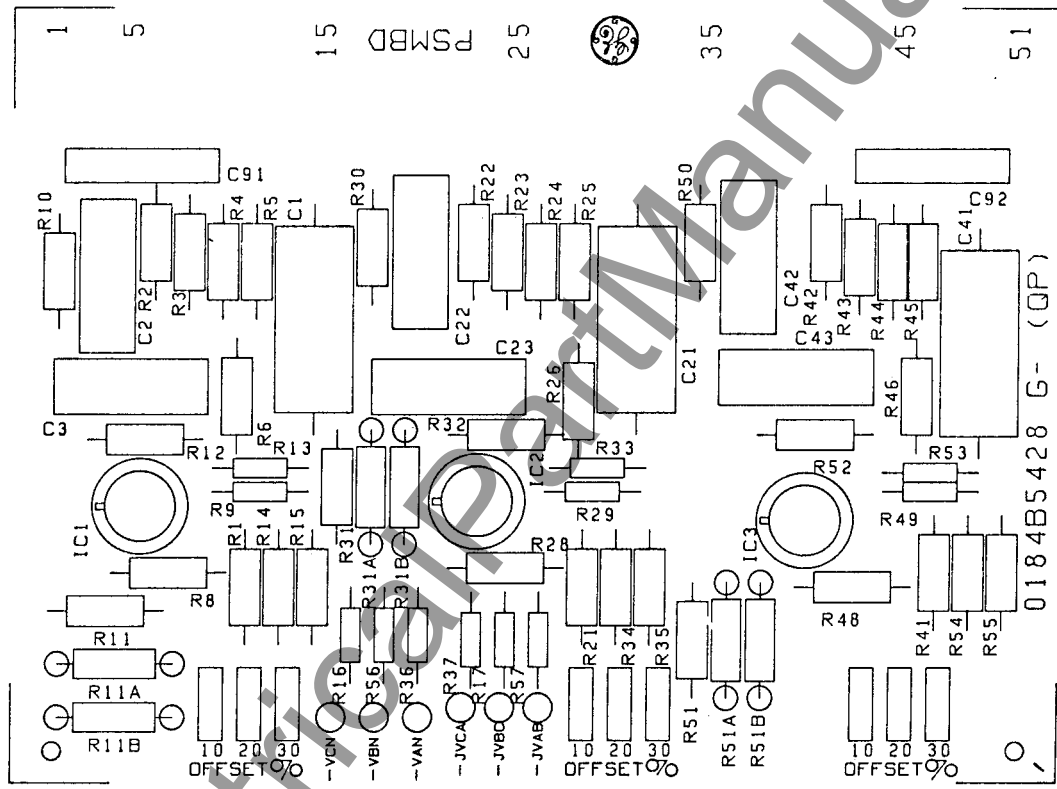 1 5 15 PSMBD 25 GE 35 45 51
C91
C92
R10 R2 R3 R4 R5 C1 R30 R22 R23 R24 R25 R50 R42 R43 R44 R45 C41
C2 C22 C42
C3 R6 C23 R26 C21 C43 R46
R12 R13 R32 R33 R52 R53
IC1 R9 R31 IC2 R29 IC3 R49
R1 R14 R15 R31A R31B R28
R8 R48
R11 R21 R34 R35 R41 R54 R55
R11A R16 R56 R36 R37 R17 R57 R51 R51A R51B
R11B
-VCN -VBN -VAN -JVCA -JVBC -JVAB
10 20 30 10 20 30 10 20 30
OFFSET % OFFSET % OFFSET %
0184B5428 G- (QP)
tricalPartManua